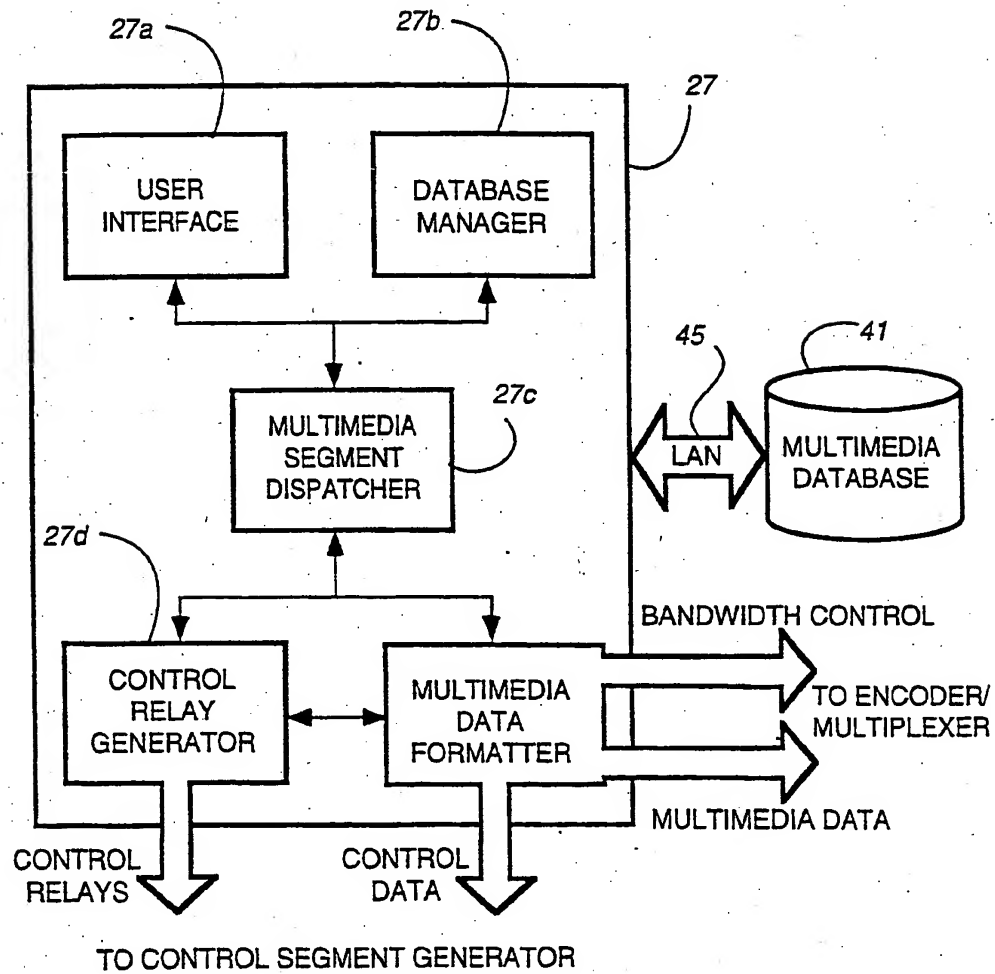 27a
27b
27
USER
INTERFACE
DATABASE
MANAGER
45
41
27c
MULTIMEDIA
SEGMENT
DISPATCHER
LAN
MULTIMEDIA
DATABASE
27d
BANDWIDTH CONTROL
CONTROL
RELAY
GENERATOR
MULTIMEDIA
DATA
FORMATTER
TO ENCODER/
MULTIPLEXER
MULTIMEDIA DATA
CONTROL
RELAYS
CONTROL
DATA
TO CONTROL SEGMENT GENERATOR